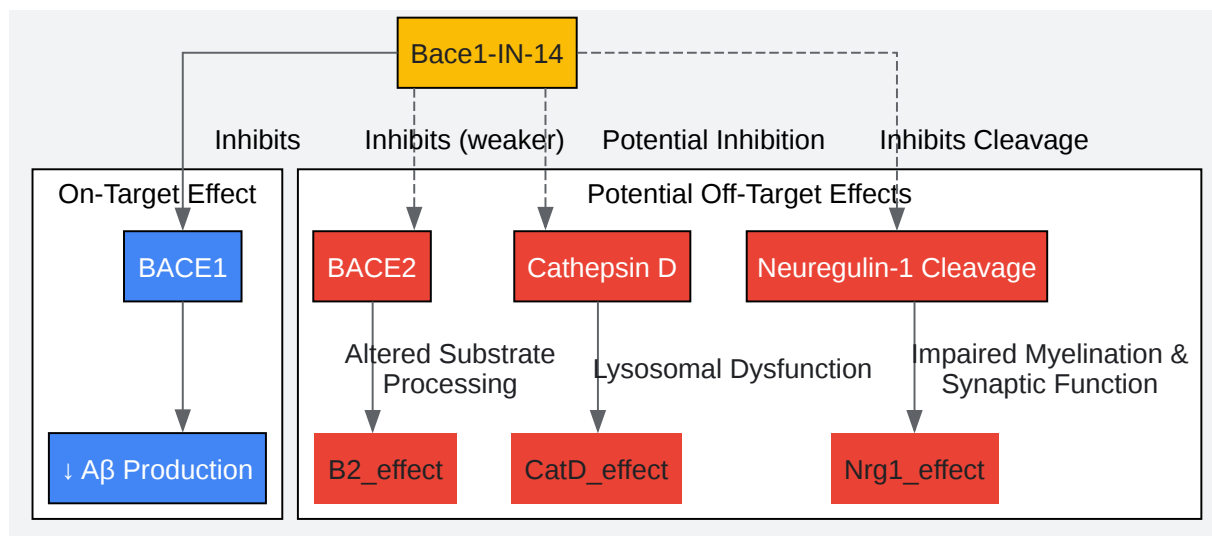 Bace1-IN-14
Inhibits
Inhibits (weaker)
Potential Inhibition
Inhibits Cleavage
On-Target Effect
Potential Off-Target Effects
BACE1
BACE2
Cathepsin D
Neuregulin-1 Cleavage
Altered Substrate
Processing
Lysosomal Dysfunction
Impaired Myelination &
Synaptic Function
↓ Aβ Production
B2_effect
CatD_effect
Nrg1_effect